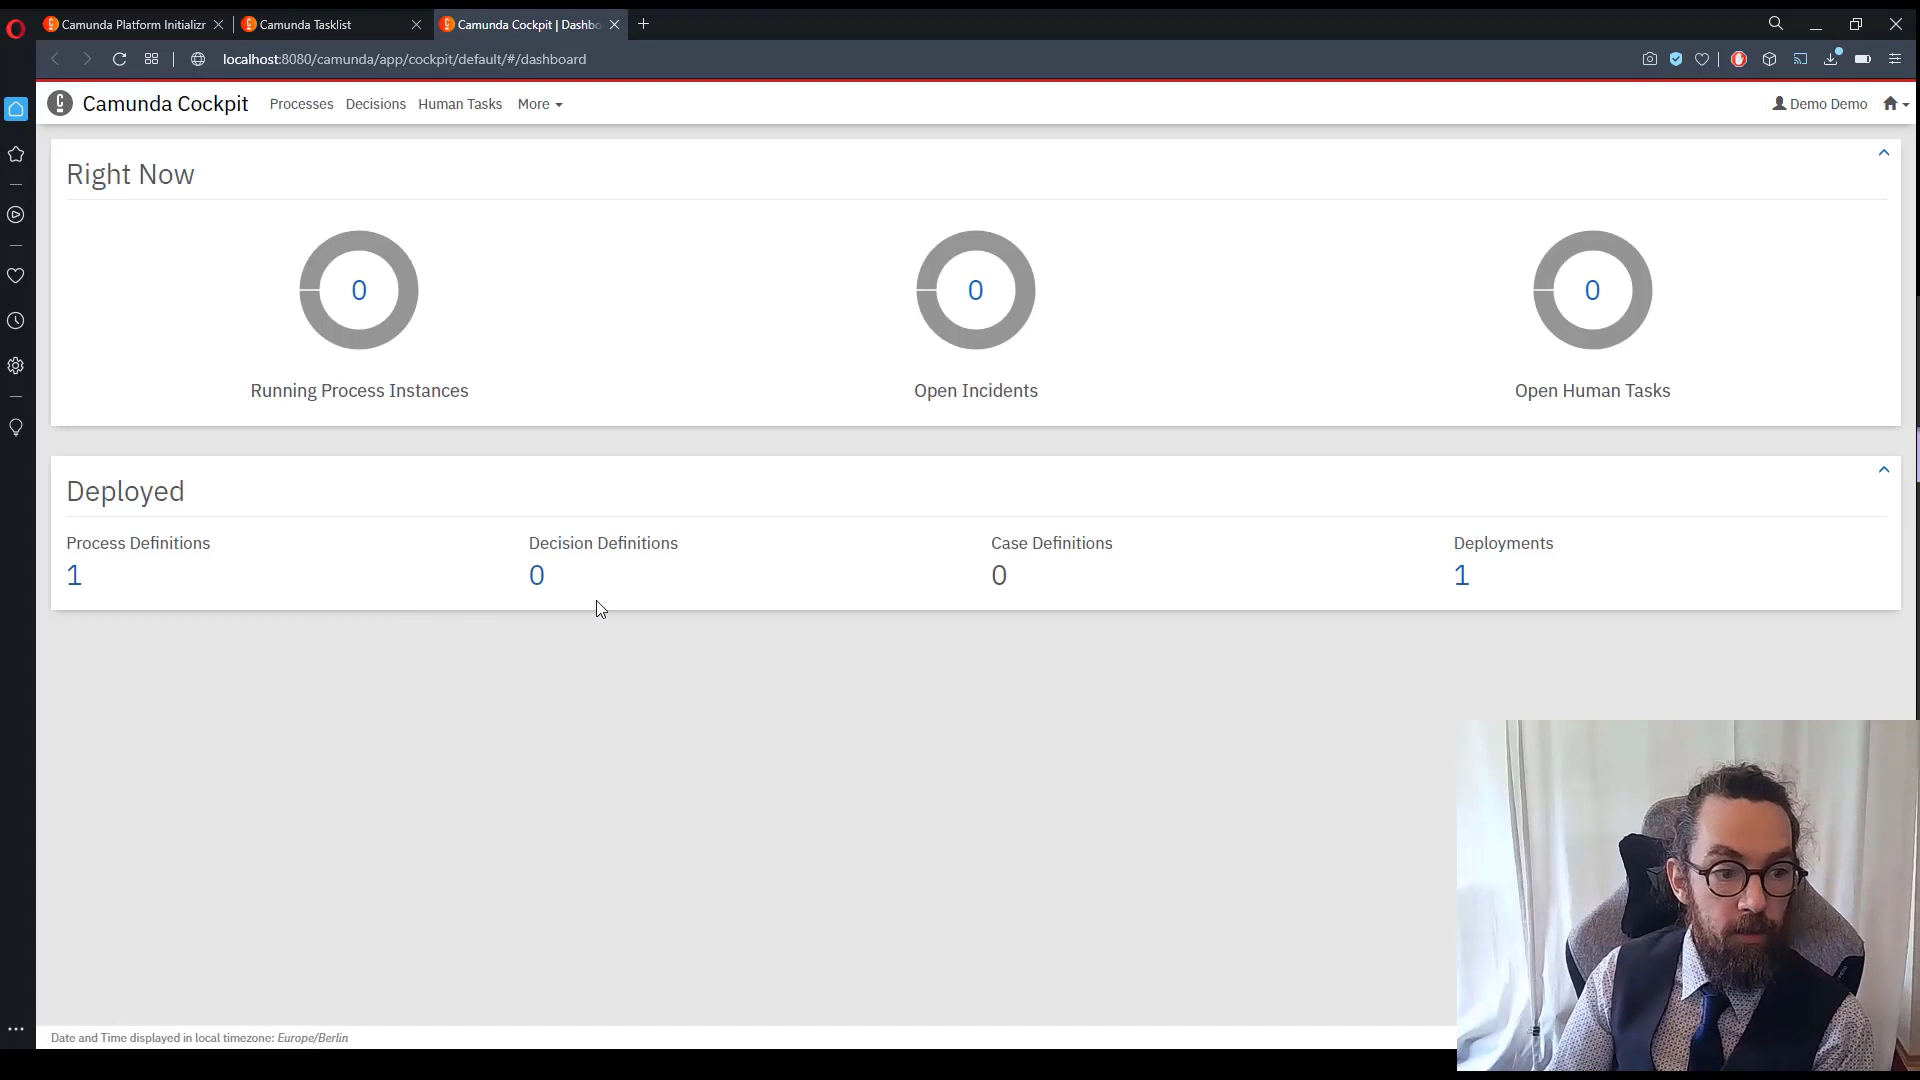 Camunda Platform Initializr
Camunda Tasklist
Camunda Cockpit | Dashbo
localhost:8080/camunda/app/cockpit/default/#/dashboard
Camunda Cockpit
Processes
Decisions
Human Tasks
More
Demo Demo
Right Now
0
0
0
Running Process Instances
Open Incidents
Open Human Tasks
Deployed
Process Definitions
Decision Definitions
Case Definitions
Deployments
1
0
0
1
Date and Time displayed in local timezone: Europe/Berlin